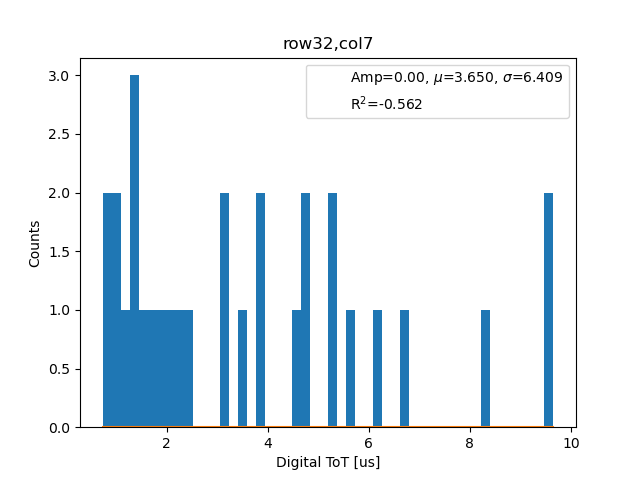 row32,col7
Amp=0.00, μ=3.650, σ=6.409
R²=-0.562
3.0
2.5
2.0
1.5
1.0
0.5
0.0
Counts
2 4 6 8 10
Digital ToT [us]